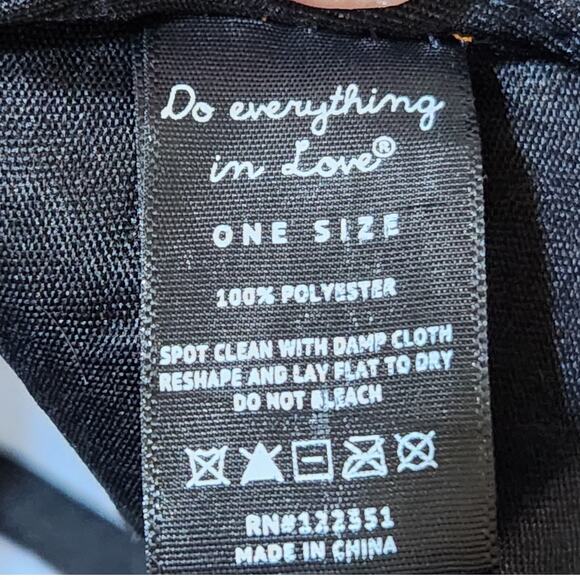 Do everything
in Love®
ONE SIZE
100% POLYESTER
SPOT CLEAN WITH DAMP CLOTH
RESHAPE AND LAY FLAT TO DRY
DO NOT BLEACH
RN#122351
MADE IN CHINA